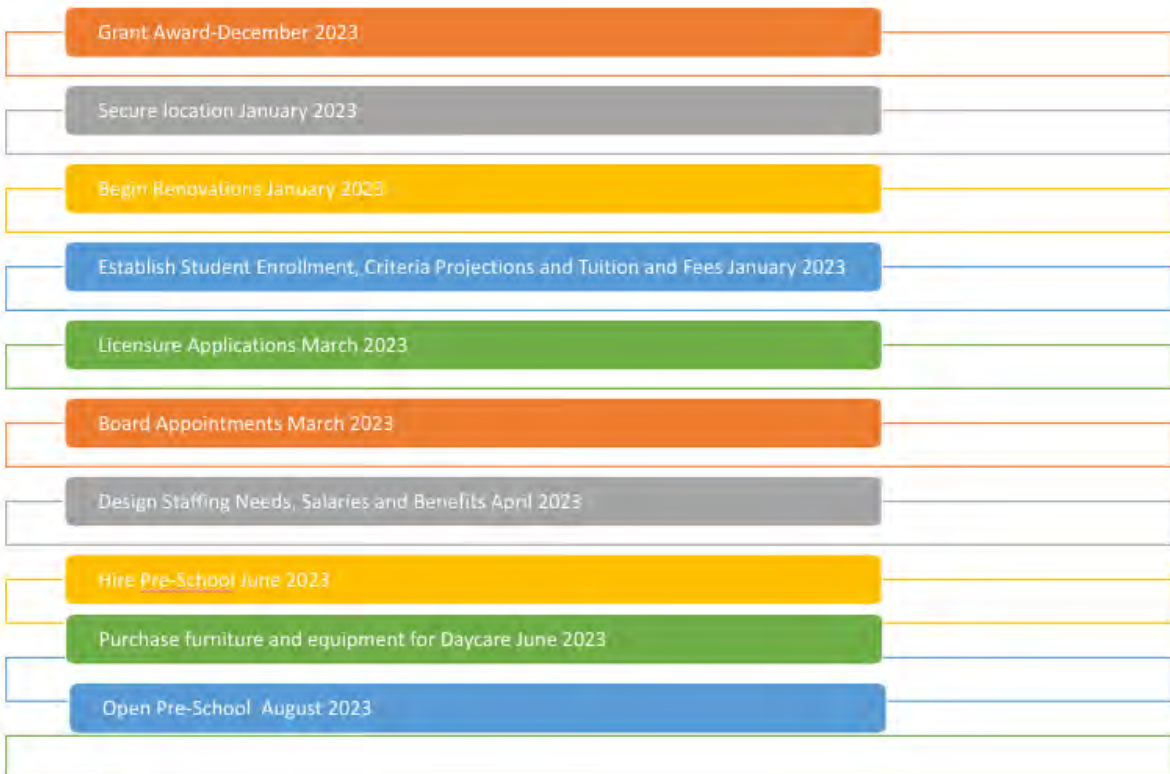 Grant Award-December 2023
Secure location January 2023
Begin Renovations January 2023
Establish Student Enrollment, Criteria Projections and Tuition and Fees January 2023
Licensure Applications March 2023
Board Appointments March 2023
Design Staffing Needs, Salaries and Benefits April 2023
Hire Pre-School June 2023
Purchase furniture and equipment for Daycare June 2023
Open Pre-School August 2023